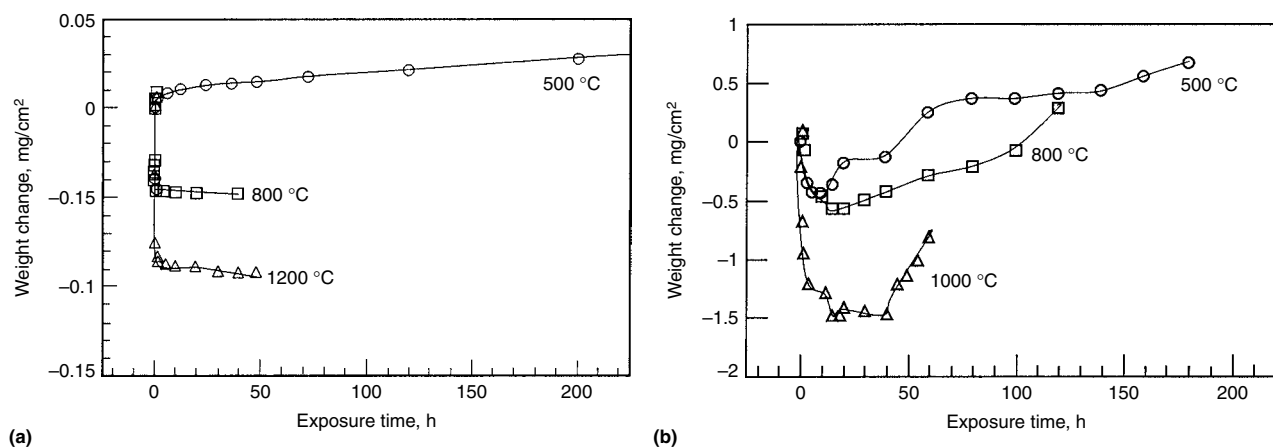 0.05
0
–0.15
–0.1
–0.15
Weight change, mg/cm²
500 °C
800 °C
1200 °C
0
50
100
150
200
Exposure time, h
(a)
1
0.5
0
–0.5
–1
–1.5
–2
Weight change, mg/cm²
500 °C
800 °C
1000 °C
0
50
100
150
200
Exposure time, h
(b)